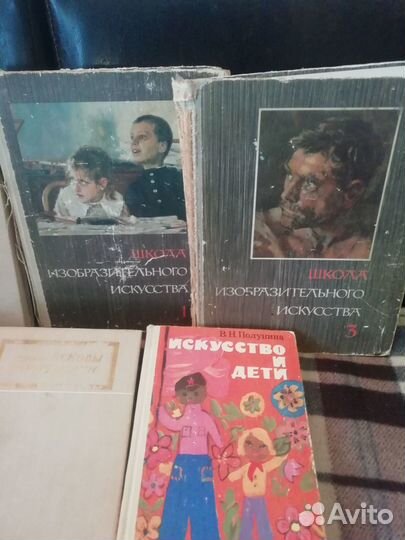 ШКОЛА
ИЗОБРАЗИТЕЛЬНОГО
ИСКУССТВА
1
ШКОЛА
ИЗОБРАЗИТЕЛЬНОГО
ИСКУССТВА
3
В.Н. Полунина
ИСКУССТВО
И
ДЕТИ
Avito